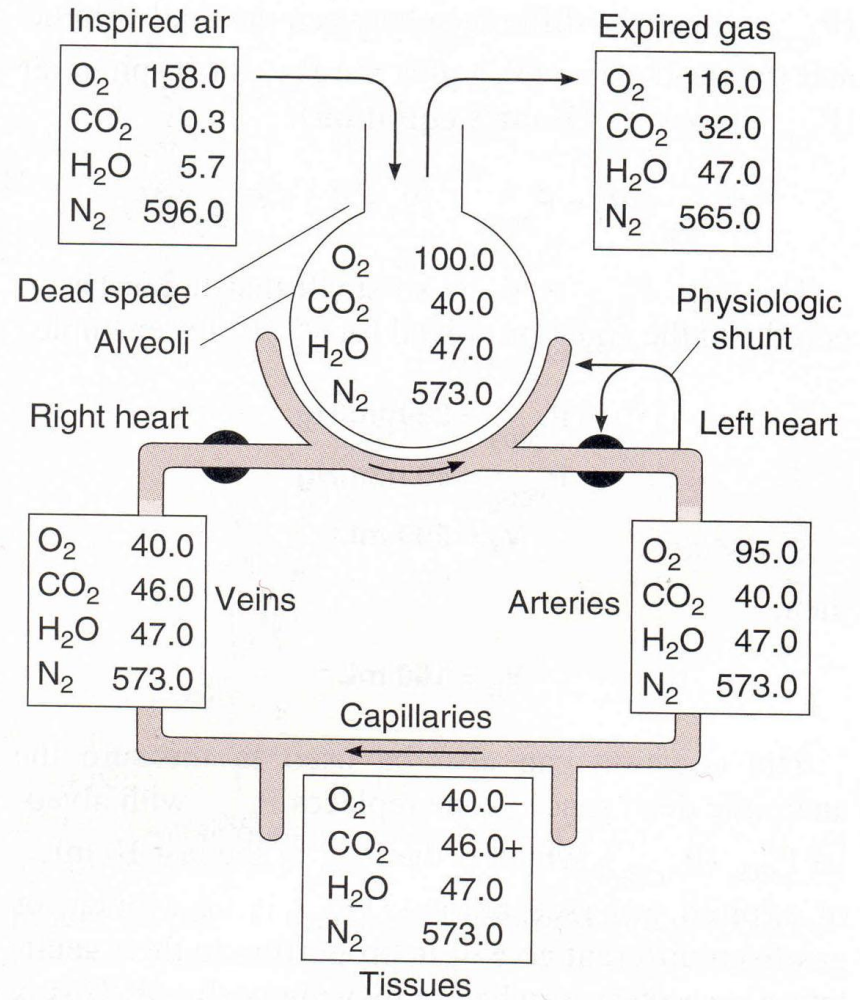 Inspired air
O₂ 158.0
CO₂ 0.3
H₂O 5.7
N₂ 596.0
Expired gas
O₂ 116.0
CO₂ 32.0
H₂O 47.0
N₂ 565.0
Dead space
Alveoli
O₂ 100.0
CO₂ 40.0
H₂O 47.0
N₂ 573.0
Physiologic
shunt
Right heart
Left heart
O₂ 40.0
CO₂ 46.0
H₂O 47.0
N₂ 573.0
Veins
Arteries
O₂ 95.0
CO₂ 40.0
H₂O 47.0
N₂ 573.0
Capillaries
O₂ 40.0–
CO₂ 46.0+
H₂O 47.0
N₂ 573.0
Tissues